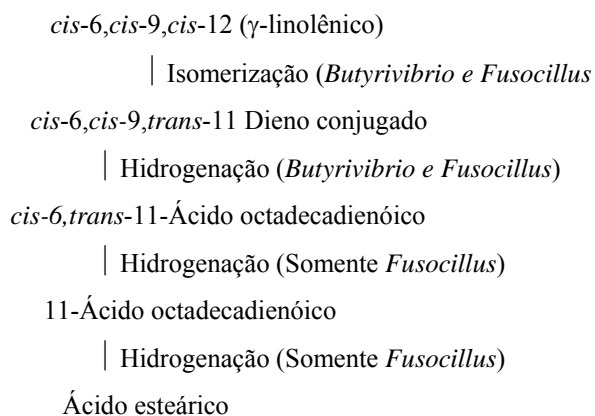 cis-6,cis-9,cis-12 (γ-linolênico)
Isomerização (Butyrivibrio e Fusocillus
cis-6,cis-9,trans-11 Dieno conjugado
Hidrogenação (Butyrivibrio e Fusocillus)
cis-6,trans-11-Ácido octadecadienóico
Hidrogenação (Somente Fusocillus)
11-Ácido octadecadienóico
Hidrogenação (Somente Fusocillus)
Ácido esteárico